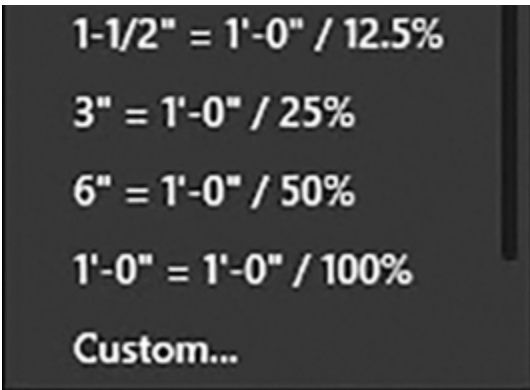 1-1/2" = 1'-0" / 12.5%
3" = 1'-0" / 25%
6" = 1'-0" / 50%
1'-0" = 1'-0" / 100%
Custom...